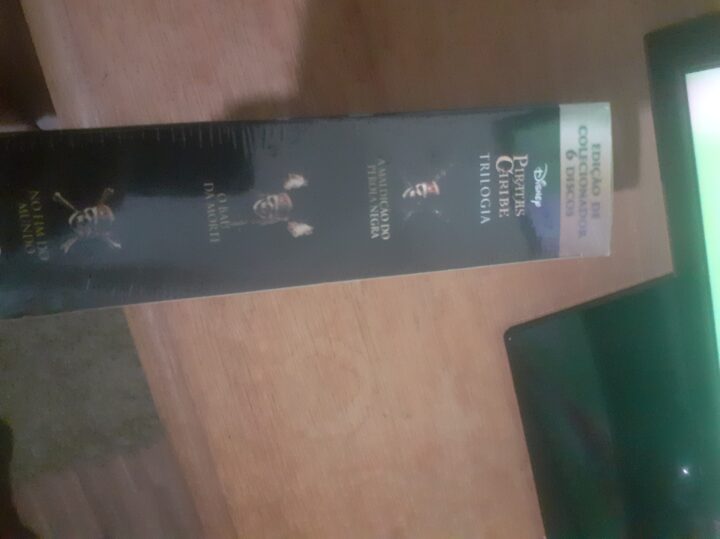 EDIÇÃO DE
COLECIONADOR
6 DISCOS
Disney
PIRATAS
CARIBE
TRILOGIA
A MALDIÇÃO DO
PÉROLA NEGRA
O BAÚ
DA MORTE
NO FIM DO
MUNDO